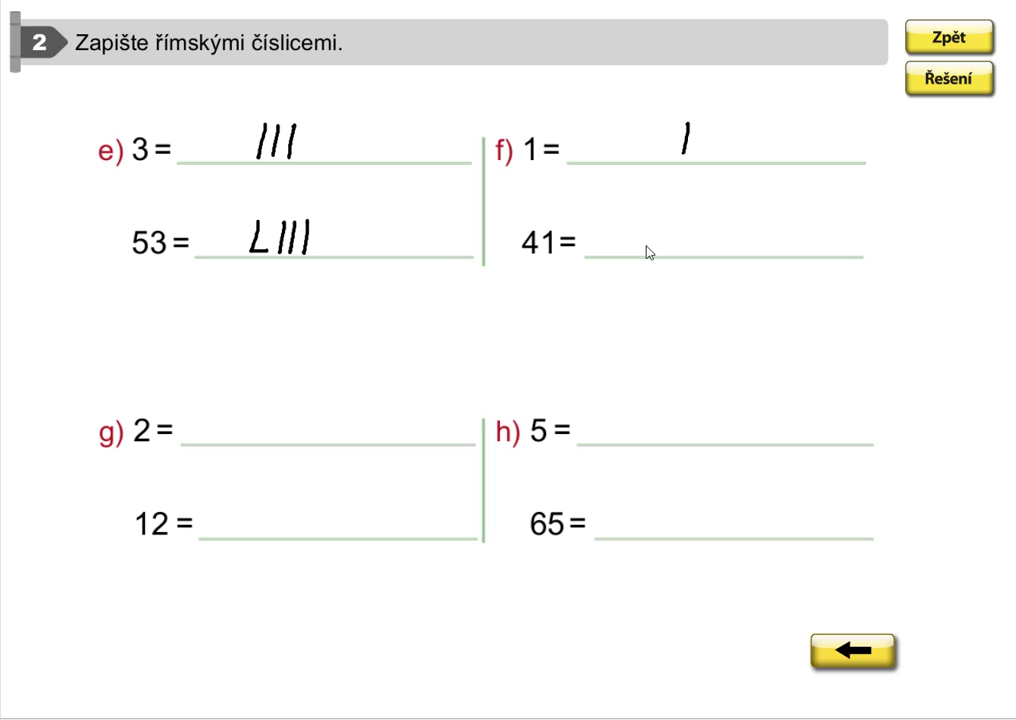 2 Zapište římskými číslicemi.
Zpět
Řešení
e) 3 = III
f) 1 = I
53 = LIII
41 =
g) 2 =
h) 5 =
12 =
65 =